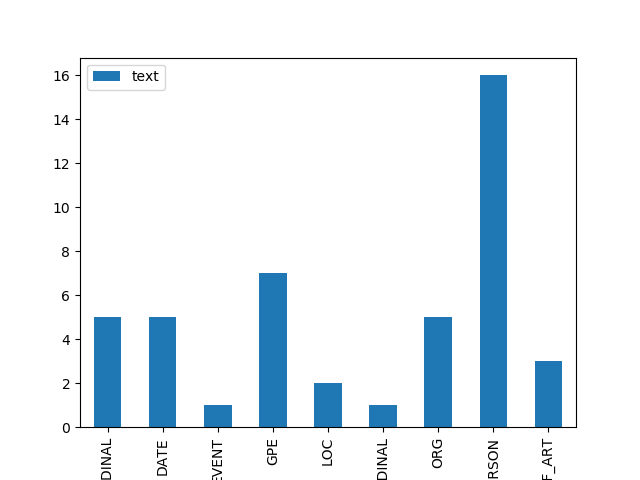 text
16
14
12
10
8
6
4
2
0
DINAL
DATE
EVENT
GPE
LOC
DINAL
ORG
RSON
F_ART